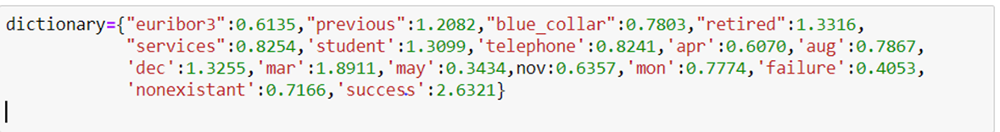 dictionary={"euribor3":0.6135,"previous":1.2082,"blue_collar":0.7803,"retired":1.3316,
"services":0.8254,'student':1.3099,'telephone':0.8241,'apr':0.6070,'aug':0.7867,
'dec':1.3255,'mar':1.8911,'may':0.3434,nov:0.6357,'mon':0.7774,'failure':0.4053,
'nonexistant':0.7166,'success':2.6321}